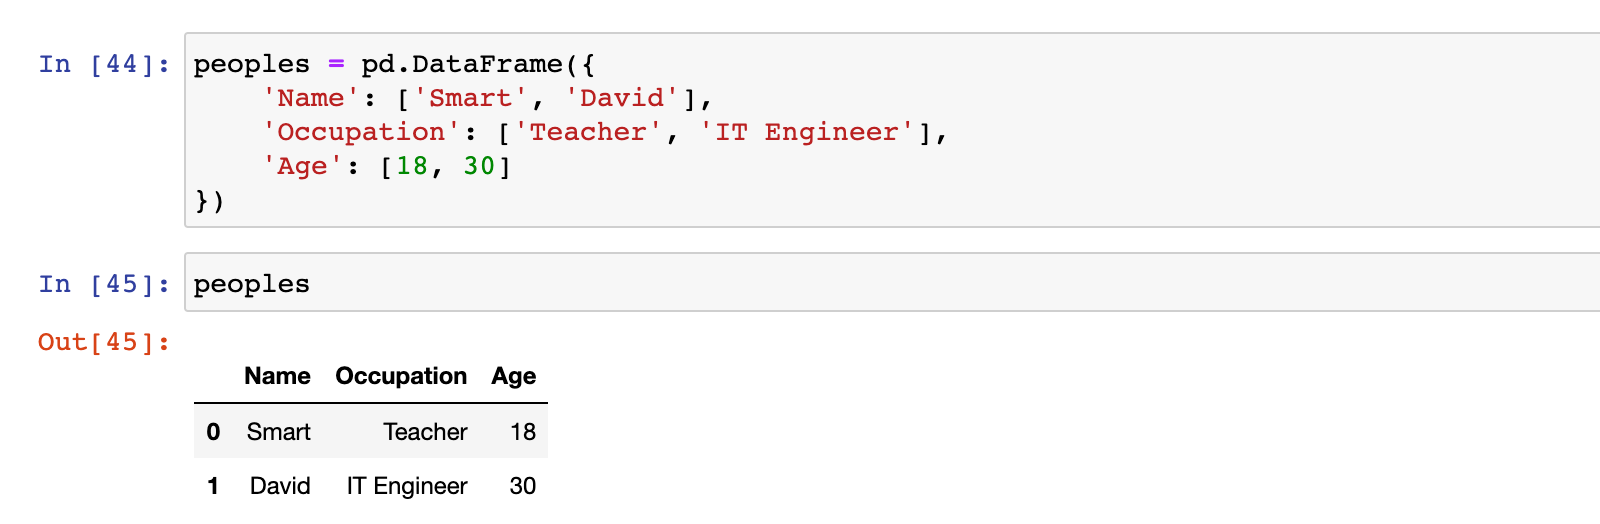 In [44]: peoples = pd.DataFrame({
'Name': ['Smart', 'David'],
'Occupation': ['Teacher', 'IT Engineer'],
'Age': [18, 30]
})
In [45]: peoples
Out[45]:
Name Occupation Age
0 Smart Teacher 18
1 David IT Engineer 30